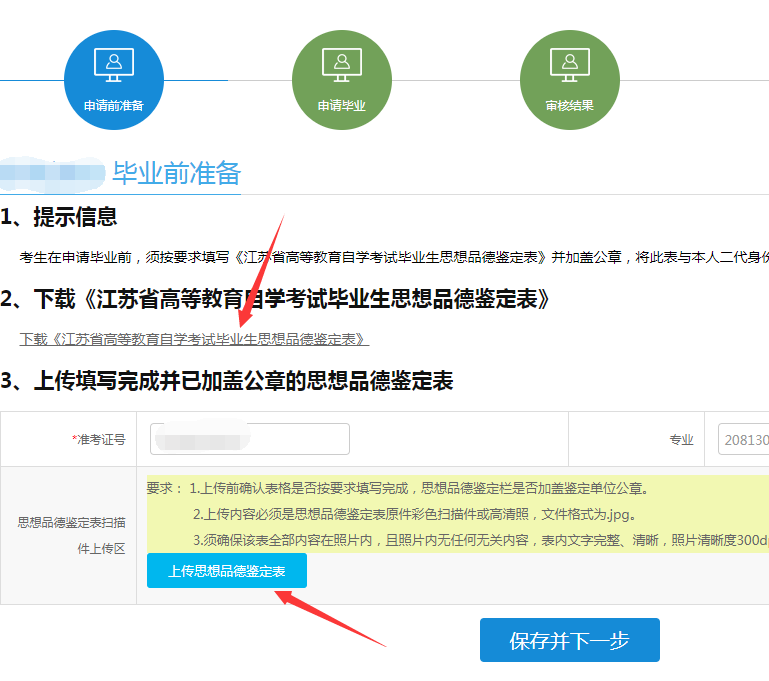 申请前准备
申请毕业
审核结果
毕业前准备
1、提示信息
考生在申请毕业前，须按要求填写《江苏省高等教育自学考试毕业生思想品德鉴定表》并加盖公章，将此表与本人二代身份
2、下载《江苏省高等教育自学考试毕业生思想品德鉴定表》
下载《江苏省高等教育自学考试毕业生思想品德鉴定表》
3、上传填写完成并已加盖公章的思想品德鉴定表
*准考证号
专业
208130
思想品德鉴定表扫描
件上传区
要求： 1.上传前确认表格是否按要求填写完成，思想品德鉴定栏是否加盖鉴定单位公章。
2.上传内容必须是思想品德鉴定表原件彩色扫描件或高清照，文件格式为.jpg。
3.须确保该表全部内容在照片内，且照片内无任何无关内容，表内文字完整、清晰，照片清晰度300d
上传思想品德鉴定表
保存并下一步